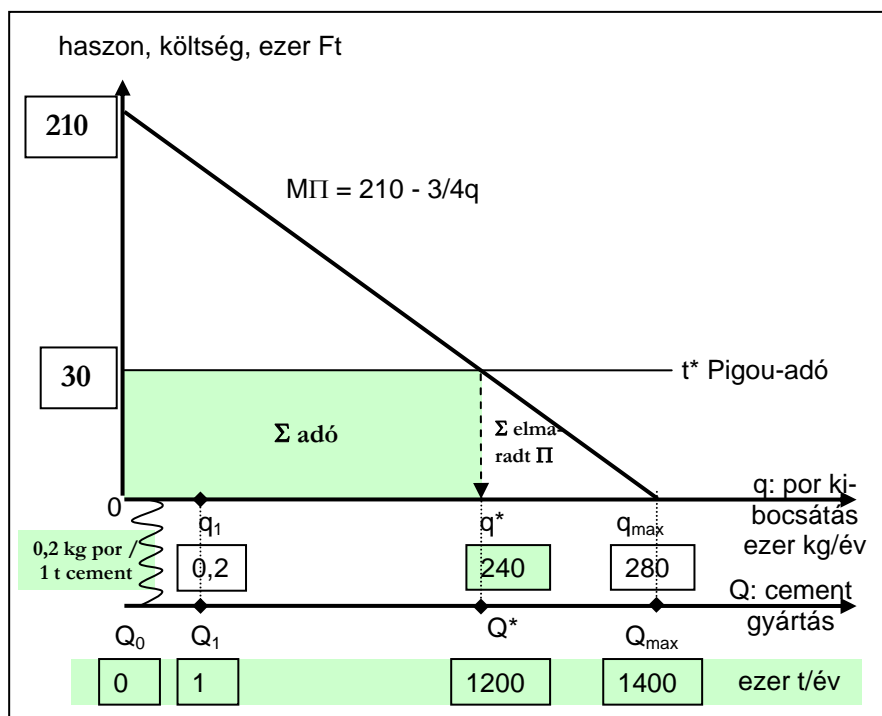 haszon, költség, ezer Ft
210
MΠ = 210 - 3/4q
30
t* Pigou-adó
Σ adó
Σ elma-
radt Π
0
q: por ki-
bocsátás
ezer kg/év
q1
q*
qmax
0,2 kg por /
1 t cement
0,2
240
280
Q: cement
gyártás
Q0
Q1
Q*
Qmax
0
1
1200
1400
ezer t/év